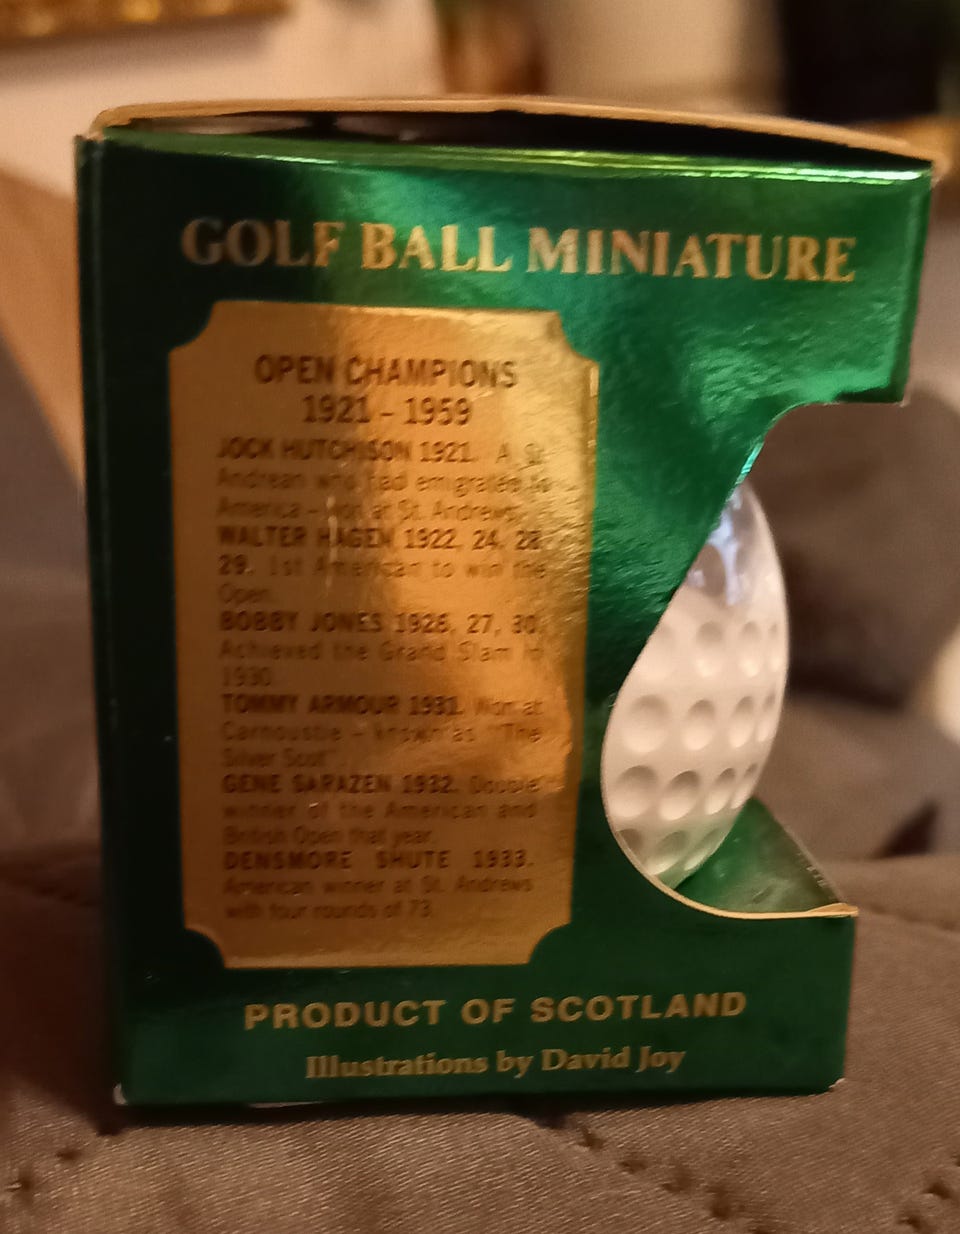 GOLF BALL MINIATURE
OPEN CHAMPIONS
1921 - 1959
JOCK HUTCHISON 1921. A St.
Andrean who had emigrated to
America - won at St. Andrews.
WALTER HAGEN 1922, 24, 28
29. 1st American to win the
Open.
BOBBY JONES 1926, 27, 30.
Achieved the Grand Slam in
1930.
TOMMY ARMOUR 1931. Won at
Carnoustie - known as "The
Silver Scot".
GENE SARAZEN 1932. Double
winner of the American and
British Open that year.
DENSMORE SHUTE 1933.
American winner at St. Andrews
with four rounds of 73.
PRODUCT OF SCOTLAND
Illustrations by David Joy